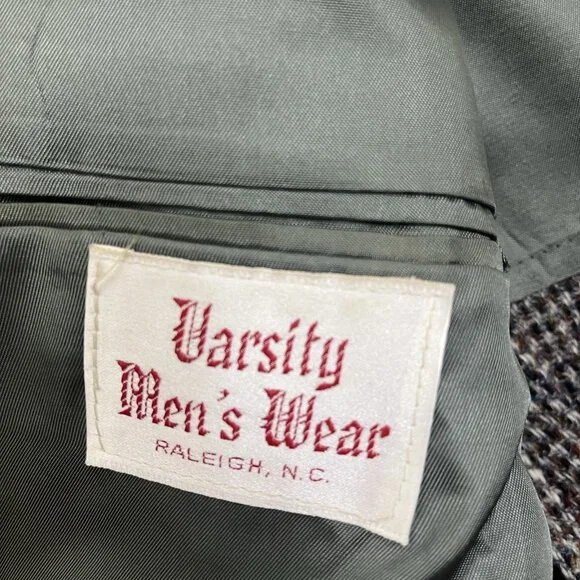 Varsity
Men's Wear
RALEIGH, N.C.